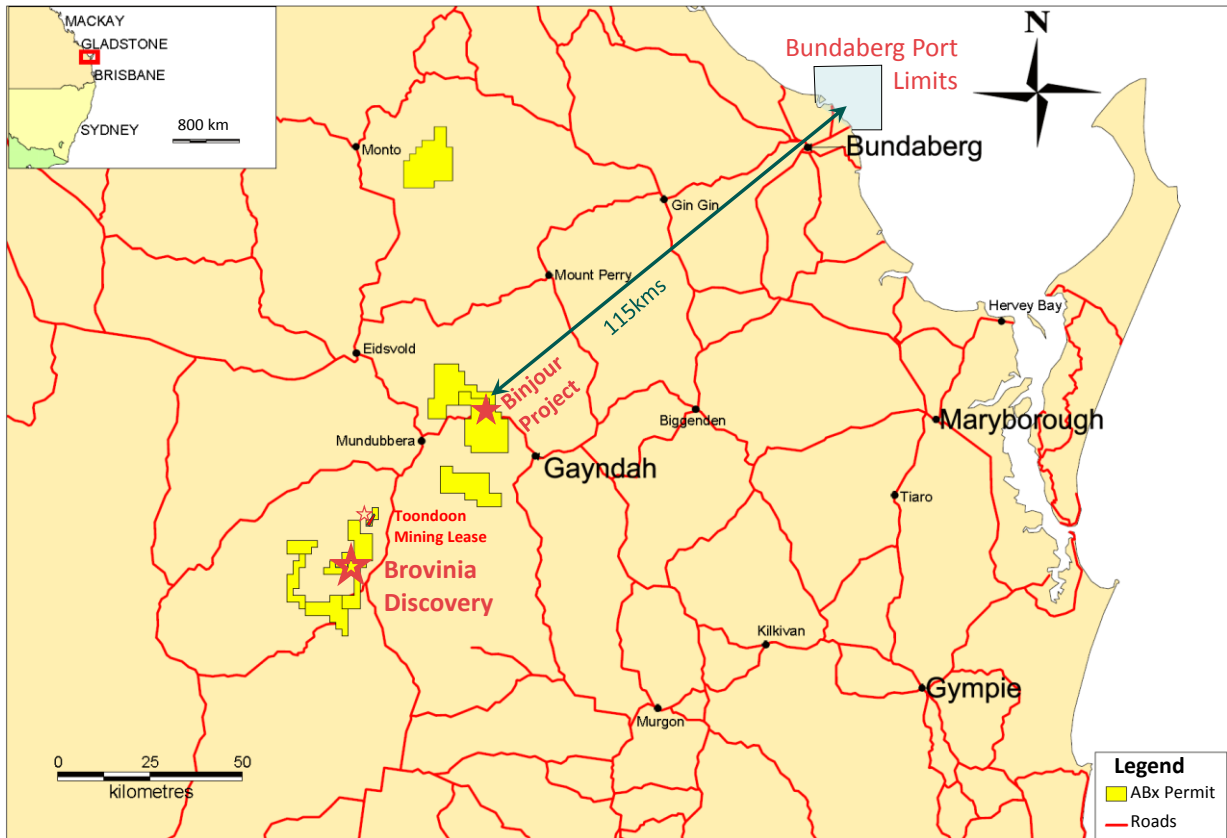 MACKAY
GLADSTONE
BRISBANE
SYDNEY
800 km
N
Bundaberg Port
Limits
Bundaberg
Monto
Gin Gin
Mount Perry
115kms
Hervey Bay
Eidsvold
Binjour
Project
Biggenden
Maryborough
Mundubbera
Gayndah
Tiaro
Toondoon
Mining Lease
Brovinia
Discovery
Kilkivan
Gympie
Murgon
0 25 50
kilometres
Legend
ABx Permit
Roads